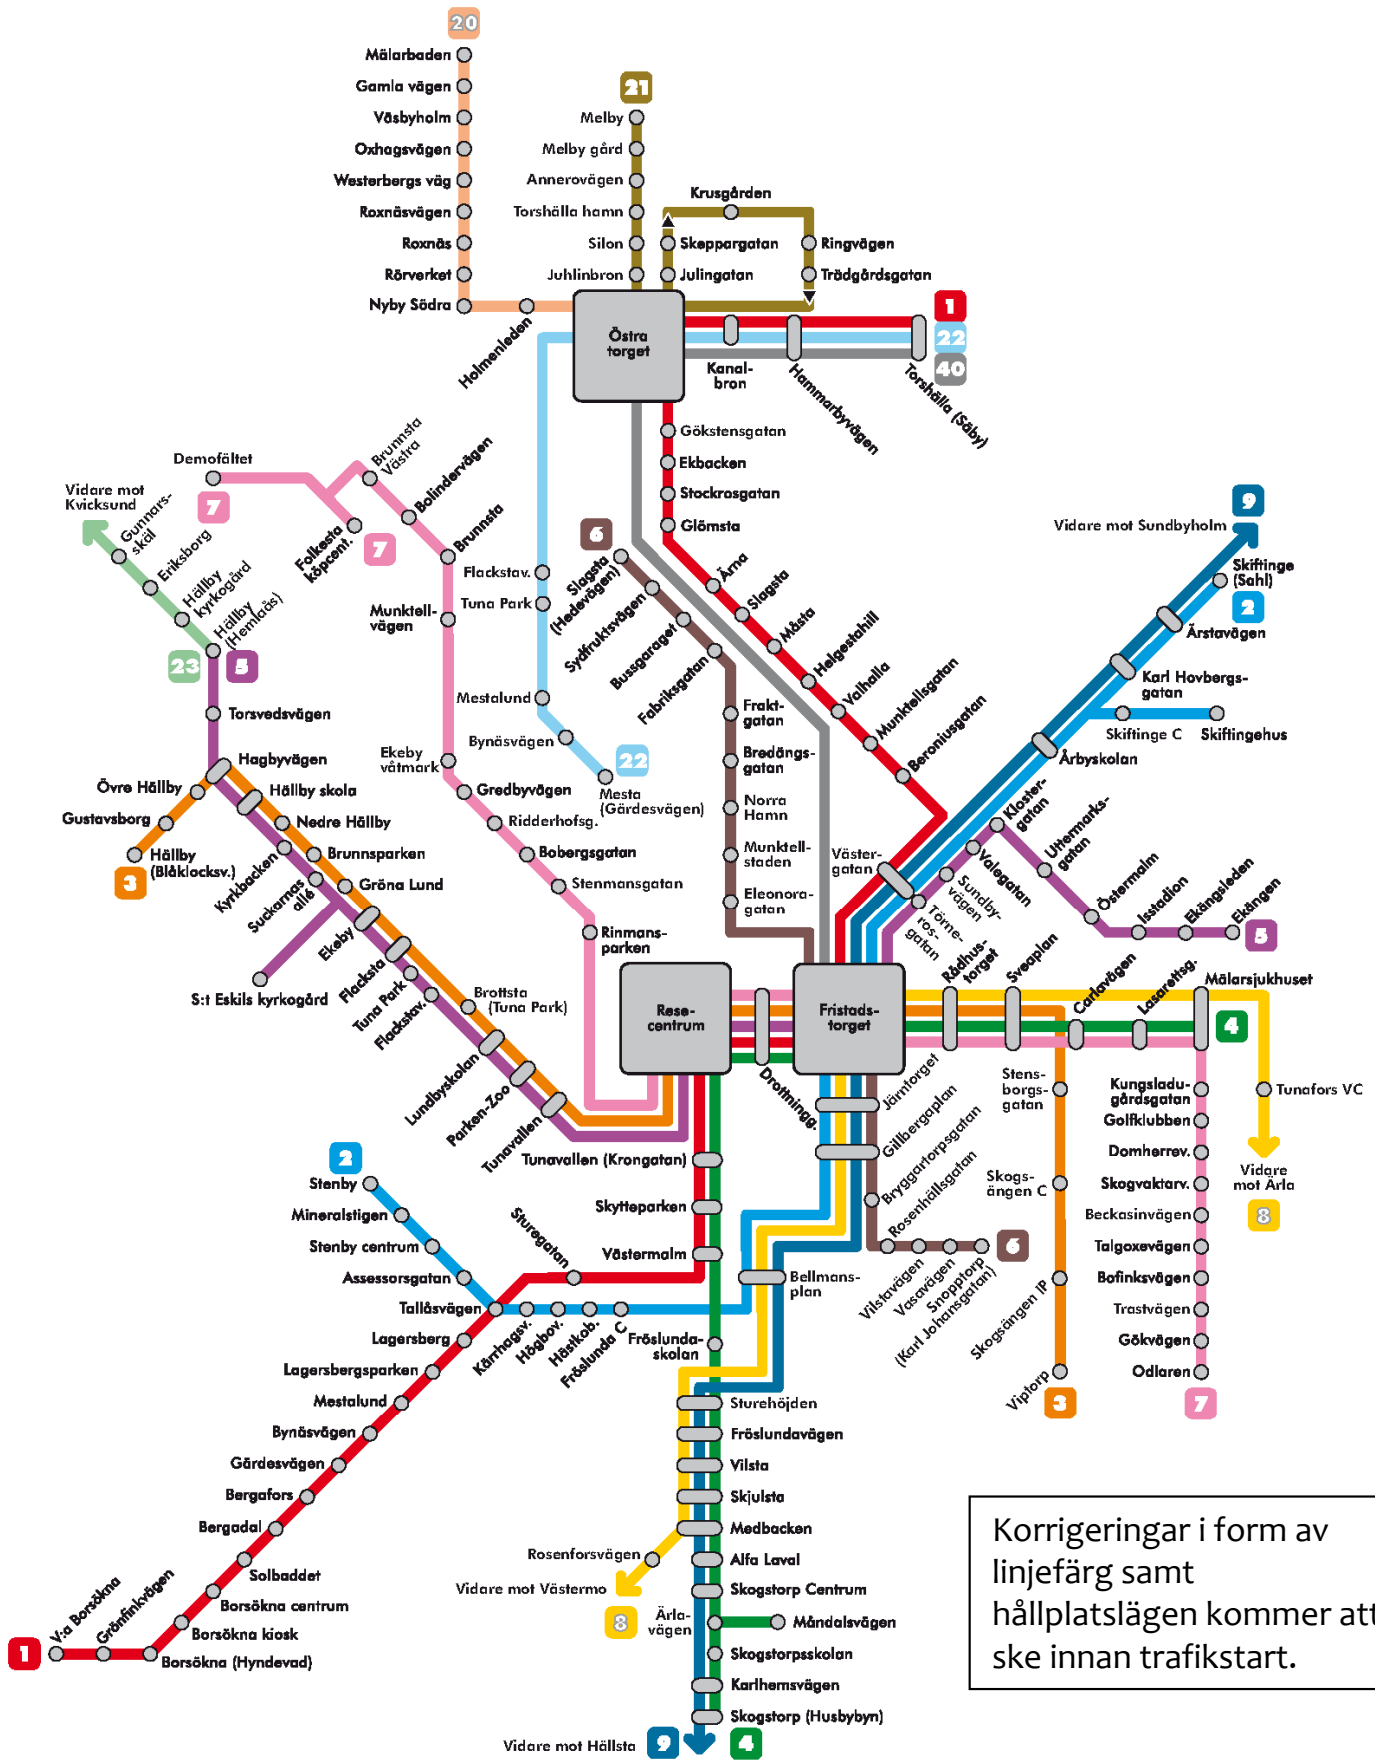 20
Mälarbaden
Gamla vägen
Väsbyholm
Oxhagsvägen
Westerbergs väg
Roxnäsvägen
Roxnäs
Rörverket
Nyby Södra
Holmenleden
21
Melby
Melby gård
Annerovägen
Torshälla hamn
Silon
Juhlinbron
Krusgården
Skeppargatan
Julingatan
Ringvägen
Trädgårdsgatan
Östra
torget
1
22
40
Kanal-
bron
Hammarbyvägen
Torshälla (Säby)
Gökstensgatan
Ekbacken
Stockrosgatan
Glömsta
Ärna
Slagsta
Måsta
Helgestahill
Valhalla
Munktellsgatan
Beroniusgatan
Demofältet
7
Folkesta
köpcent.
7
Brunnsta
Västra
Bolindervägen
Brunnsta
Munktell-
vägen
Ekeby
våtmark
Gredbyvägen
Ridderhofsg.
Bobergsgatan
Stenmansgatan
Rinmans-
parken
Vidare mot
Kvicksund
Gunnars-
skäl
Eriksborg
Hällby
kyrkogård
Hällby
(Hemlaås)
23
5
Torsvedsvägen
Hagbyvägen
Övre Hällby
Gustavsborg
Hällby
(Blåklocksv.)
3
Hällby skola
Nedre Hällby
Brunnsparken
Gröna Lund
Kyrkbacken
Suckarnas
allé
S:t Eskils kyrkogård
Ekeby
Flacksta
Tuna Park
Flackstav.
Brottsta
(Tuna Park)
Lundbyskolan
Parken-Zoo
Tunavallen
Flackstav.
Tuna Park
Mestalund
Bynäsvägen
22
Mesta
(Gärdesvägen)
6
Slagsta
(Hedevägen)
Sydfruktsvägen
Bussgaraget
Fabriksgatan
Frakt-
gatan
Bredängs-
gatan
Norra
Hamn
Munktell-
staden
Eleonora-
gatan
9
Vidare mot Sundbyholm
Skiftinge
(Sahl)
2
Ärstavägen
Karl Hovbergs-
gatan
Skiftinge C
Skiftingehus
Årbyskolan
Väster-
gatan
Kloster-
gatan
Valegatan
Sundby-
vägen
Törne-
ros-
gatan
Uttermarks-
gatan
Östermalm
Isstadion
Ekängsleden
Ekängen
5
Rese-
centrum
Drottningg.
Fristads-
torget
Rådhus-
torget
Sveaplan
Carlavägen
Lasarettsg.
Mälarsjukhuset
4
Tunafors VC
Vidare
mot Ärla
8
Kungsladu-
gårdsgatan
Golfklubben
Domherrev.
Skogvaktarv.
Beckasinvägen
Talgoxevägen
Bofinksvägen
Trastvägen
Gökvägen
Odlaren
7
Stens-
borgs-
gatan
Skogs-
ängen C
Skogsängen IP
Viptorp
3
Järntorget
Gillbergaplan
Bryggartorpsgatan
Rosenhällsgatan
Vilstavägen
Vasavägen
Snopptorp
(Karl Johansgatan)
6
Bellmans-
plan
Tunavallen (Krongatan)
Skytteparken
Västermalm
Sturegatan
2
Stenby
Mineralstigen
Stenby centrum
Assessorsgatan
Tallåsvägen
Kärrhagsv.
Högbov.
Hästkob.
Fröslunda C
Fröslunda-
skolan
Lagersberg
Lagersbergsparken
Mestalund
Bynäsvägen
Gärdesvägen
Bergafors
Bergadal
Solbaddet
Borsökna centrum
Borsökna kiosk
Borsökna (Hyndevad)
Grönfinkvägen
V:a Borsökna
1
Sturehöjden
Fröslundavägen
Vilsta
Skjulsta
Medbacken
Alfa Laval
Skogstorp Centrum
Rosenforsvägen
Vidare mot Västermo
8
Ärla-
vägen
Måndalsvägen
Skogstorpsskolan
Karlhemsvägen
Skogstorp (Husbybyn)
Vidare mot Hällsta
9
4
Korrigeringar i form av
linjefärg samt
hållplatslägen kommer att
ske innan trafikstart.